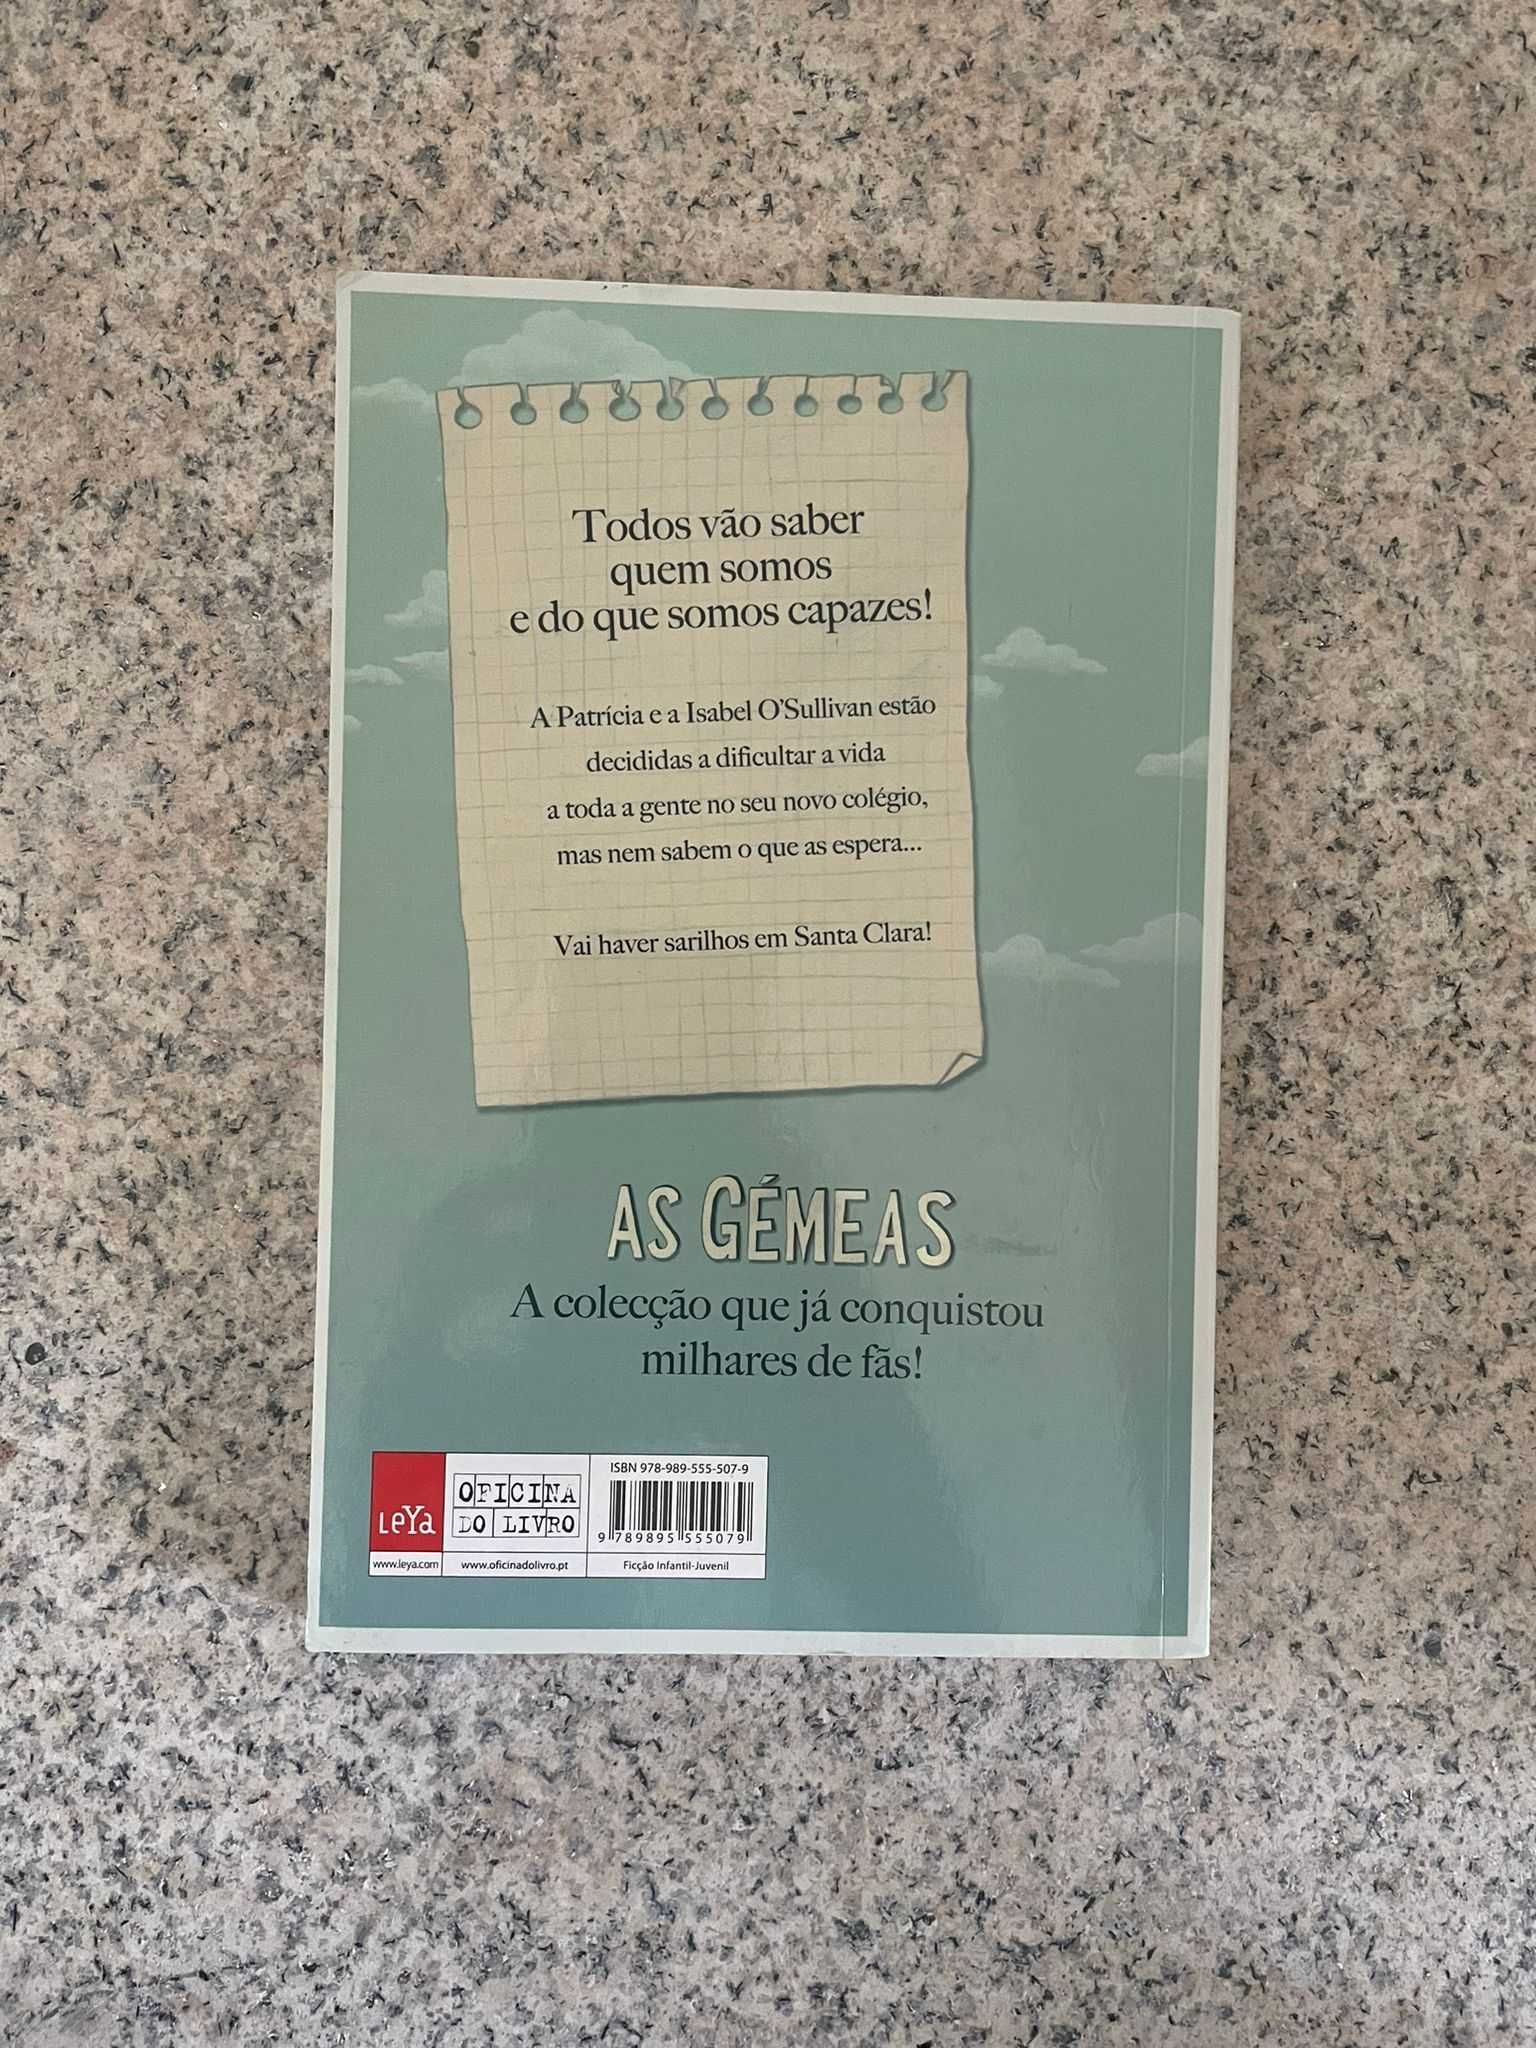 Todos vão saber
quem somos
e do que somos capazes!
A Patrícia e a Isabel O'Sullivan estão
decididas a dificultar a vida
a toda a gente no seu novo colégio,
mas nem sabem o que as espera...
Vai haver sarilhos em Santa Clara!
AS GÉMEAS
A colecção que já conquistou
milhares de fãs!
LeYa
www.leya.com
OFICINA
DO LIVRO
www.oficinadolivro.pt
ISBN 978-989-555-507-9
9 789895 555079
Ficção Infantil-Juvenil